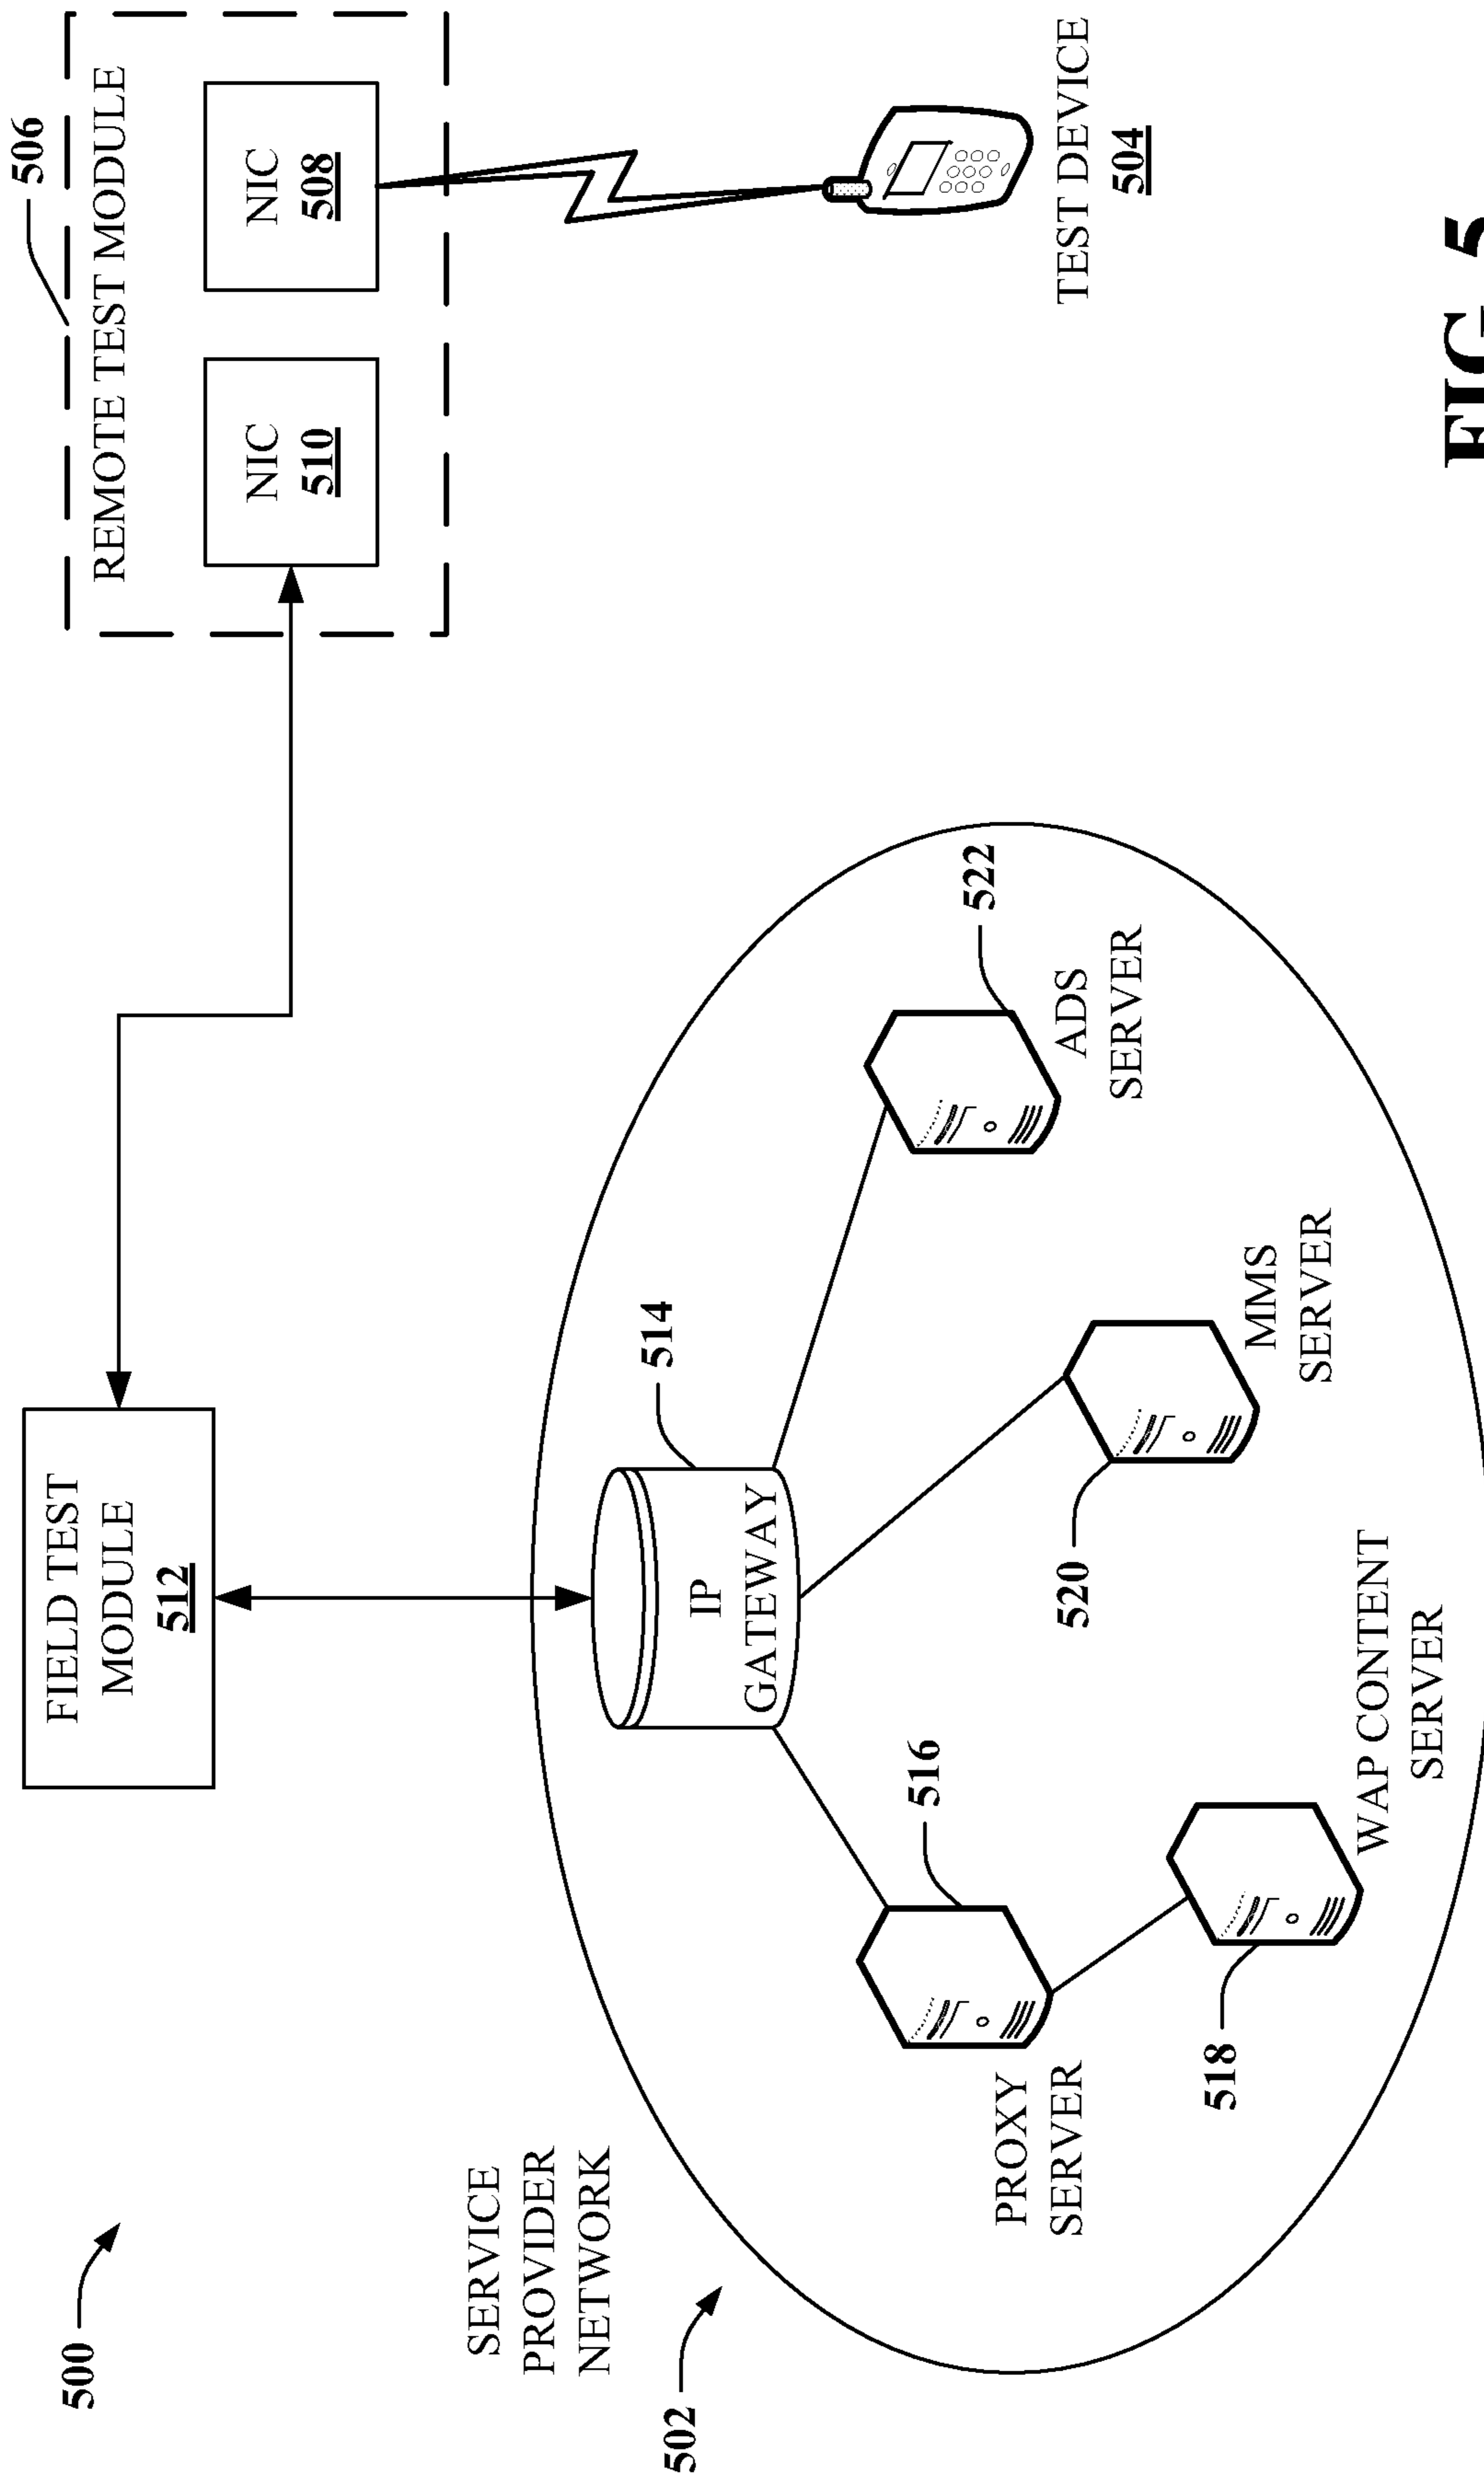 500
FIELD TEST
MODULE
512
506
REMOTE TEST MODULE
NIC
510
NIC
508
SERVICE
PROVIDER
NETWORK
502
514
IP
GATEWAY
516
PROXY
SERVER
518
WAP CONTENT
SERVER
520
MMS
SERVER
522
ADS
SERVER
TEST DEVICE
504
FIG. 5